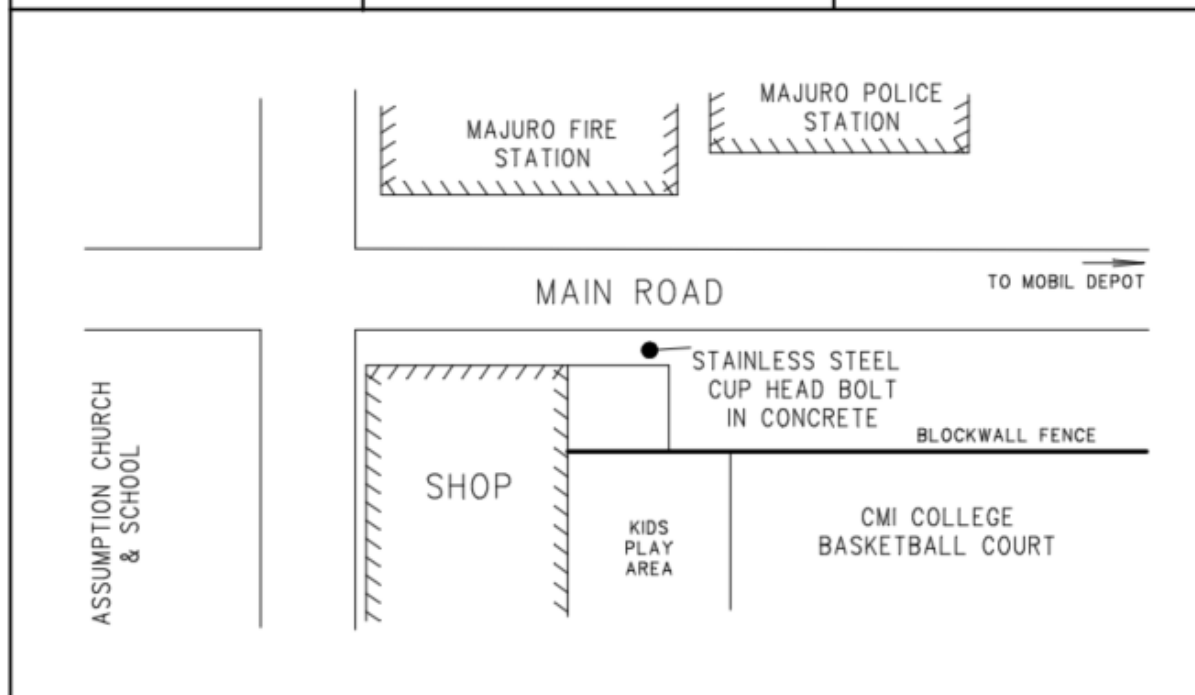 MAJURO FIRE
STATION
MAJURO POLICE
STATION
MAIN ROAD
TO MOBIL DEPOT
STAINLESS STEEL
CUP HEAD BOLT
IN CONCRETE
BLOCKWALL FENCE
ASSUMPTION CHURCH
& SCHOOL
SHOP
KIDS
PLAY
AREA
CMI COLLEGE
BASKETBALL COURT